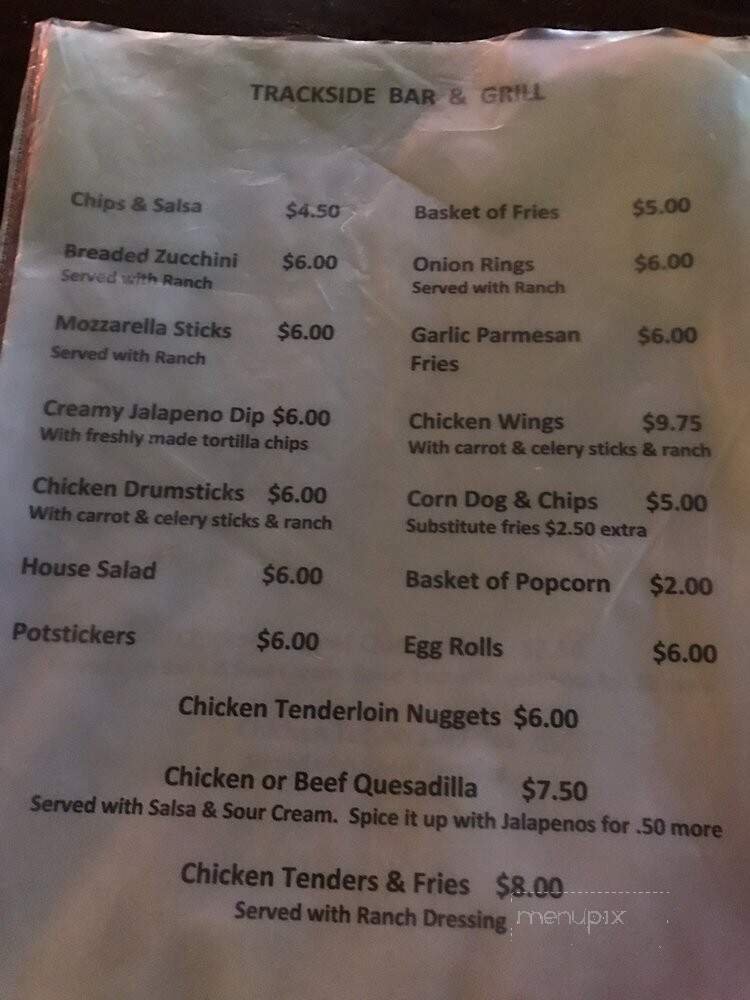 TRACKSIDE BAR & GRILL
Chips & Salsa $4.50
Breaded Zucchini $6.00
Served with Ranch
Mozzarella Sticks $6.00
Served with Ranch
Creamy Jalapeno Dip $6.00
With freshly made tortilla chips
Chicken Drumsticks $6.00
With carrot & celery sticks & ranch
House Salad $6.00
Potstickers $6.00
Basket of Fries $5.00
Onion Rings $6.00
Served with Ranch
Garlic Parmesan $6.00
Fries
Chicken Wings $9.75
With carrot & celery sticks & ranch
Corn Dog & Chips $5.00
Substitute fries $2.50 extra
Basket of Popcorn $2.00
Egg Rolls $6.00
Chicken Tenderloin Nuggets $6.00
Chicken or Beef Quesadilla $7.50
Served with Salsa & Sour Cream. Spice it up with Jalapenos for .50 more
Chicken Tenders & Fries $8.00
Served with Ranch Dressing
menupix